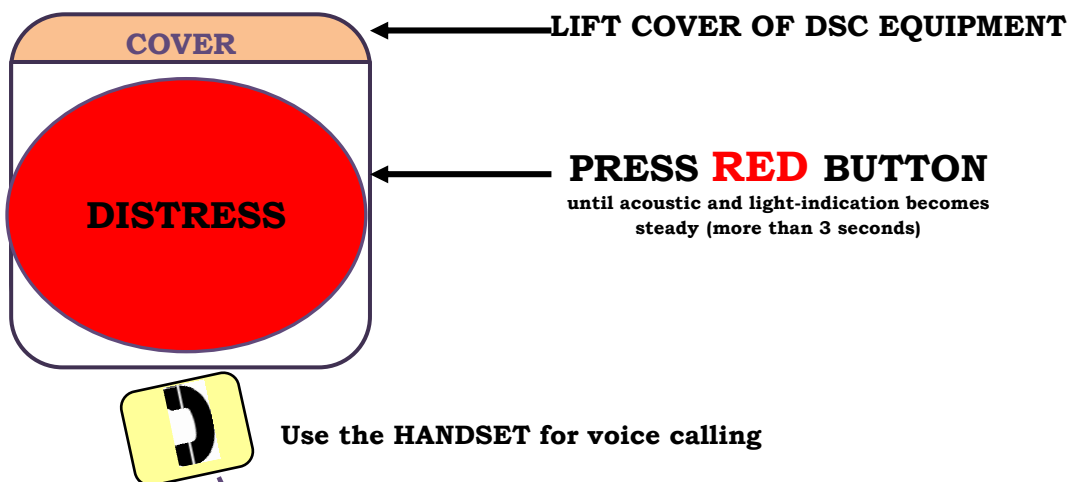 COVER
LIFT COVER OF DSC EQUIPMENT
DISTRESS
PRESS RED BUTTON
until acoustic and light-indication becomes
steady (more than 3 seconds)
Use the HANDSET for voice calling